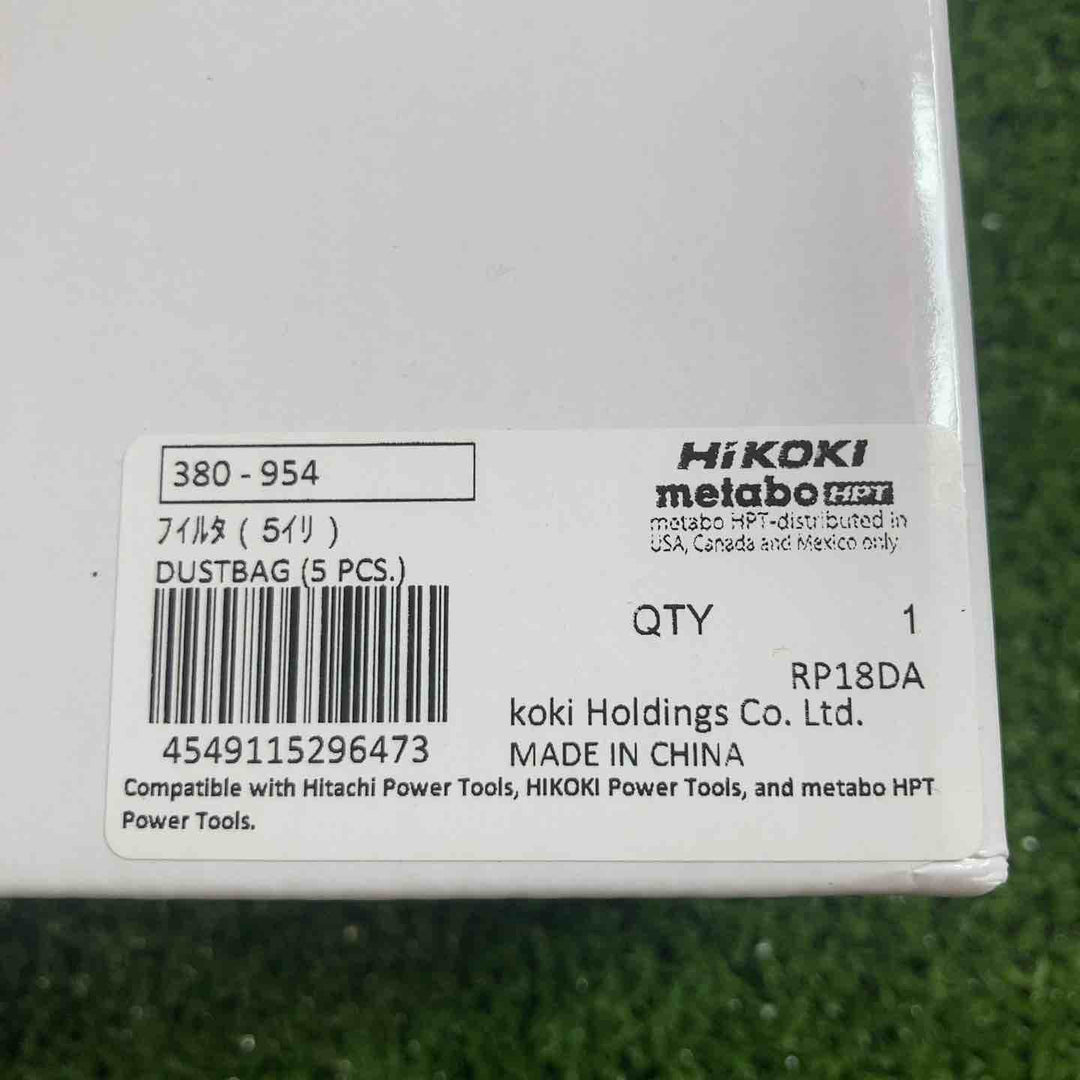 380 - 954
ﾌｲﾙﾀ ( 5ｲﾘ )
DUSTBAG (5 PCS.)
4549115296473
HiKOKI
metabo HPT
metabo HPT-distributed in
USA, Canada and Mexico only
QTY 1
RP18DA
koki Holdings Co. Ltd.
MADE IN CHINA
Compatible with Hitachi Power Tools, HIKOKI Power Tools, and metabo HPT
Power Tools.